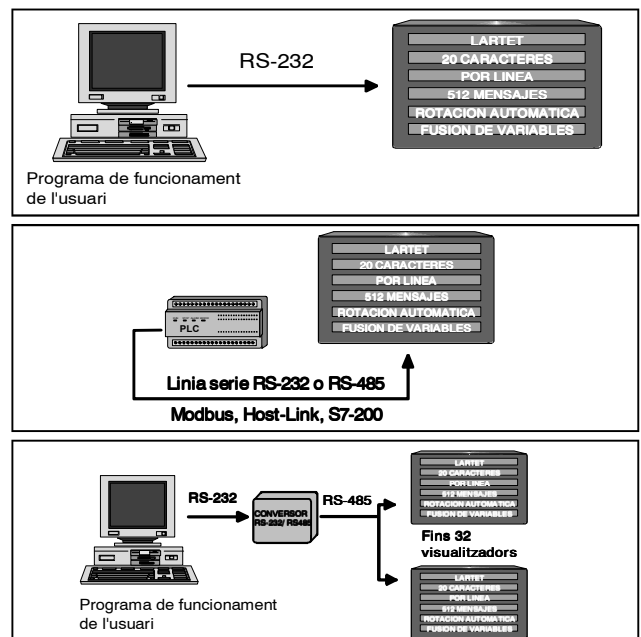 RS-232
LARTET
20 CARACTERES
POR LINEA
512 MENSAJES
ROTACION AUTOMATICA
FUSION DE VARIABLES
Programa de funcionament
de l'usuari
LARTET
20 CARACTERES
POR LINEA
512 MENSAJES
ROTACION AUTOMATICA
FUSION DE VARIABLES
PLC
Linia serie RS-232 o RS-485
Modbus, Host-Link, S7-200
RS-232
CONVERSOR
RS-232/ RS485
RS-485
LARTET
20 CARACTERES
POR LINEA
512 MENSAJES
ROTACION AUTOMATICA
FUSION DE VARIABLES
Fins 32
visualitzadors
Programa de funcionament
de l'usuari
LARTET
20 CARACTERES
POR LINEA
512 MENSAJES
ROTACION AUTOMATICA
FUSION DE VARIABLES